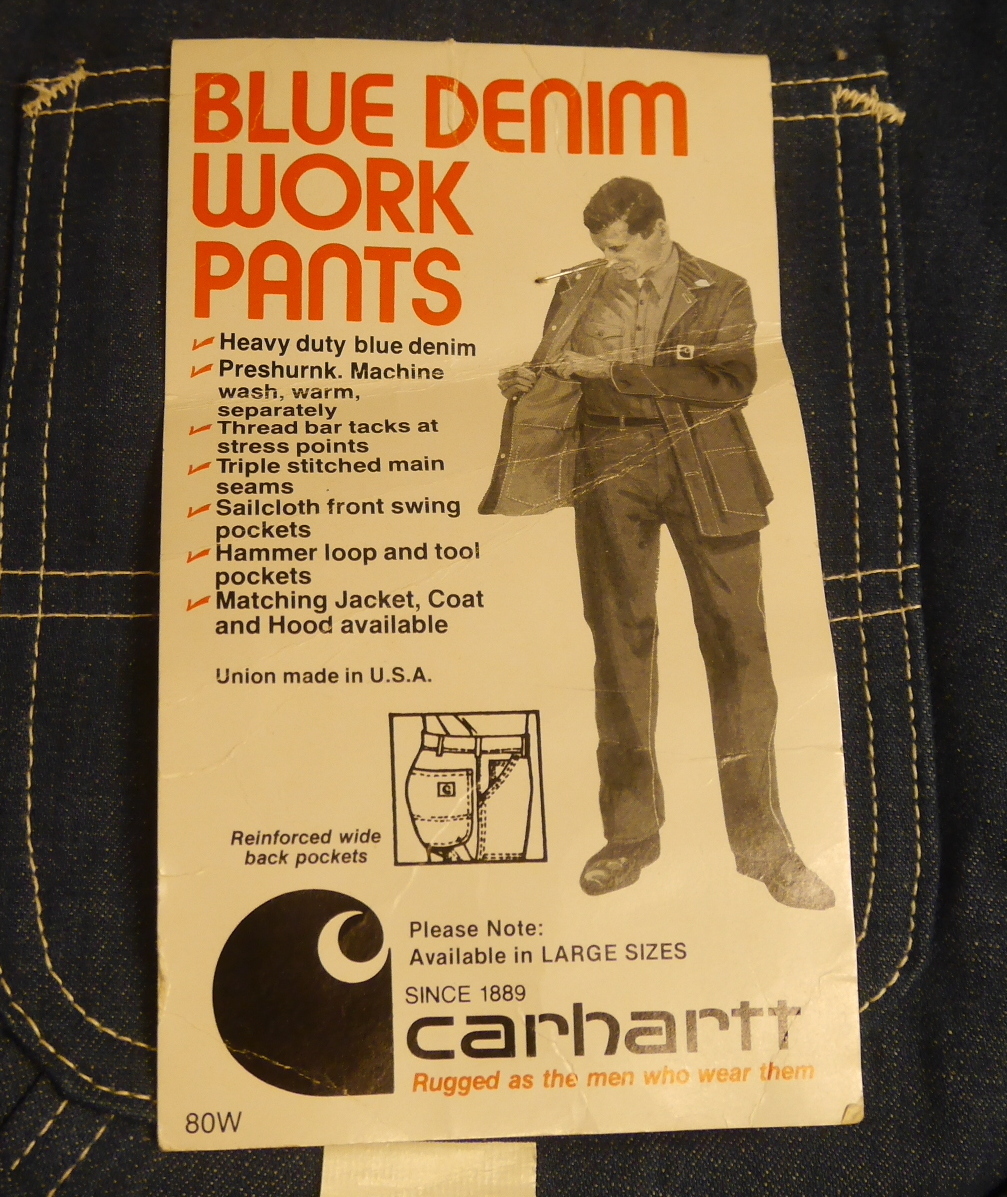 BLUE DENIM
WORK
PANTS
Heavy duty blue denim
Preshurnk. Machine
wash, warm,
separately
Thread bar tacks at
stress points
Triple stitched main
seams
Sailcloth front swing
pockets
Hammer loop and tool
pockets
Matching Jacket, Coat
and Hood available
Union made in U.S.A.
Reinforced wide
back pockets
Please Note:
Available in LARGE SIZES
SINCE 1889
carhartt
Rugged as the men who wear them
80W